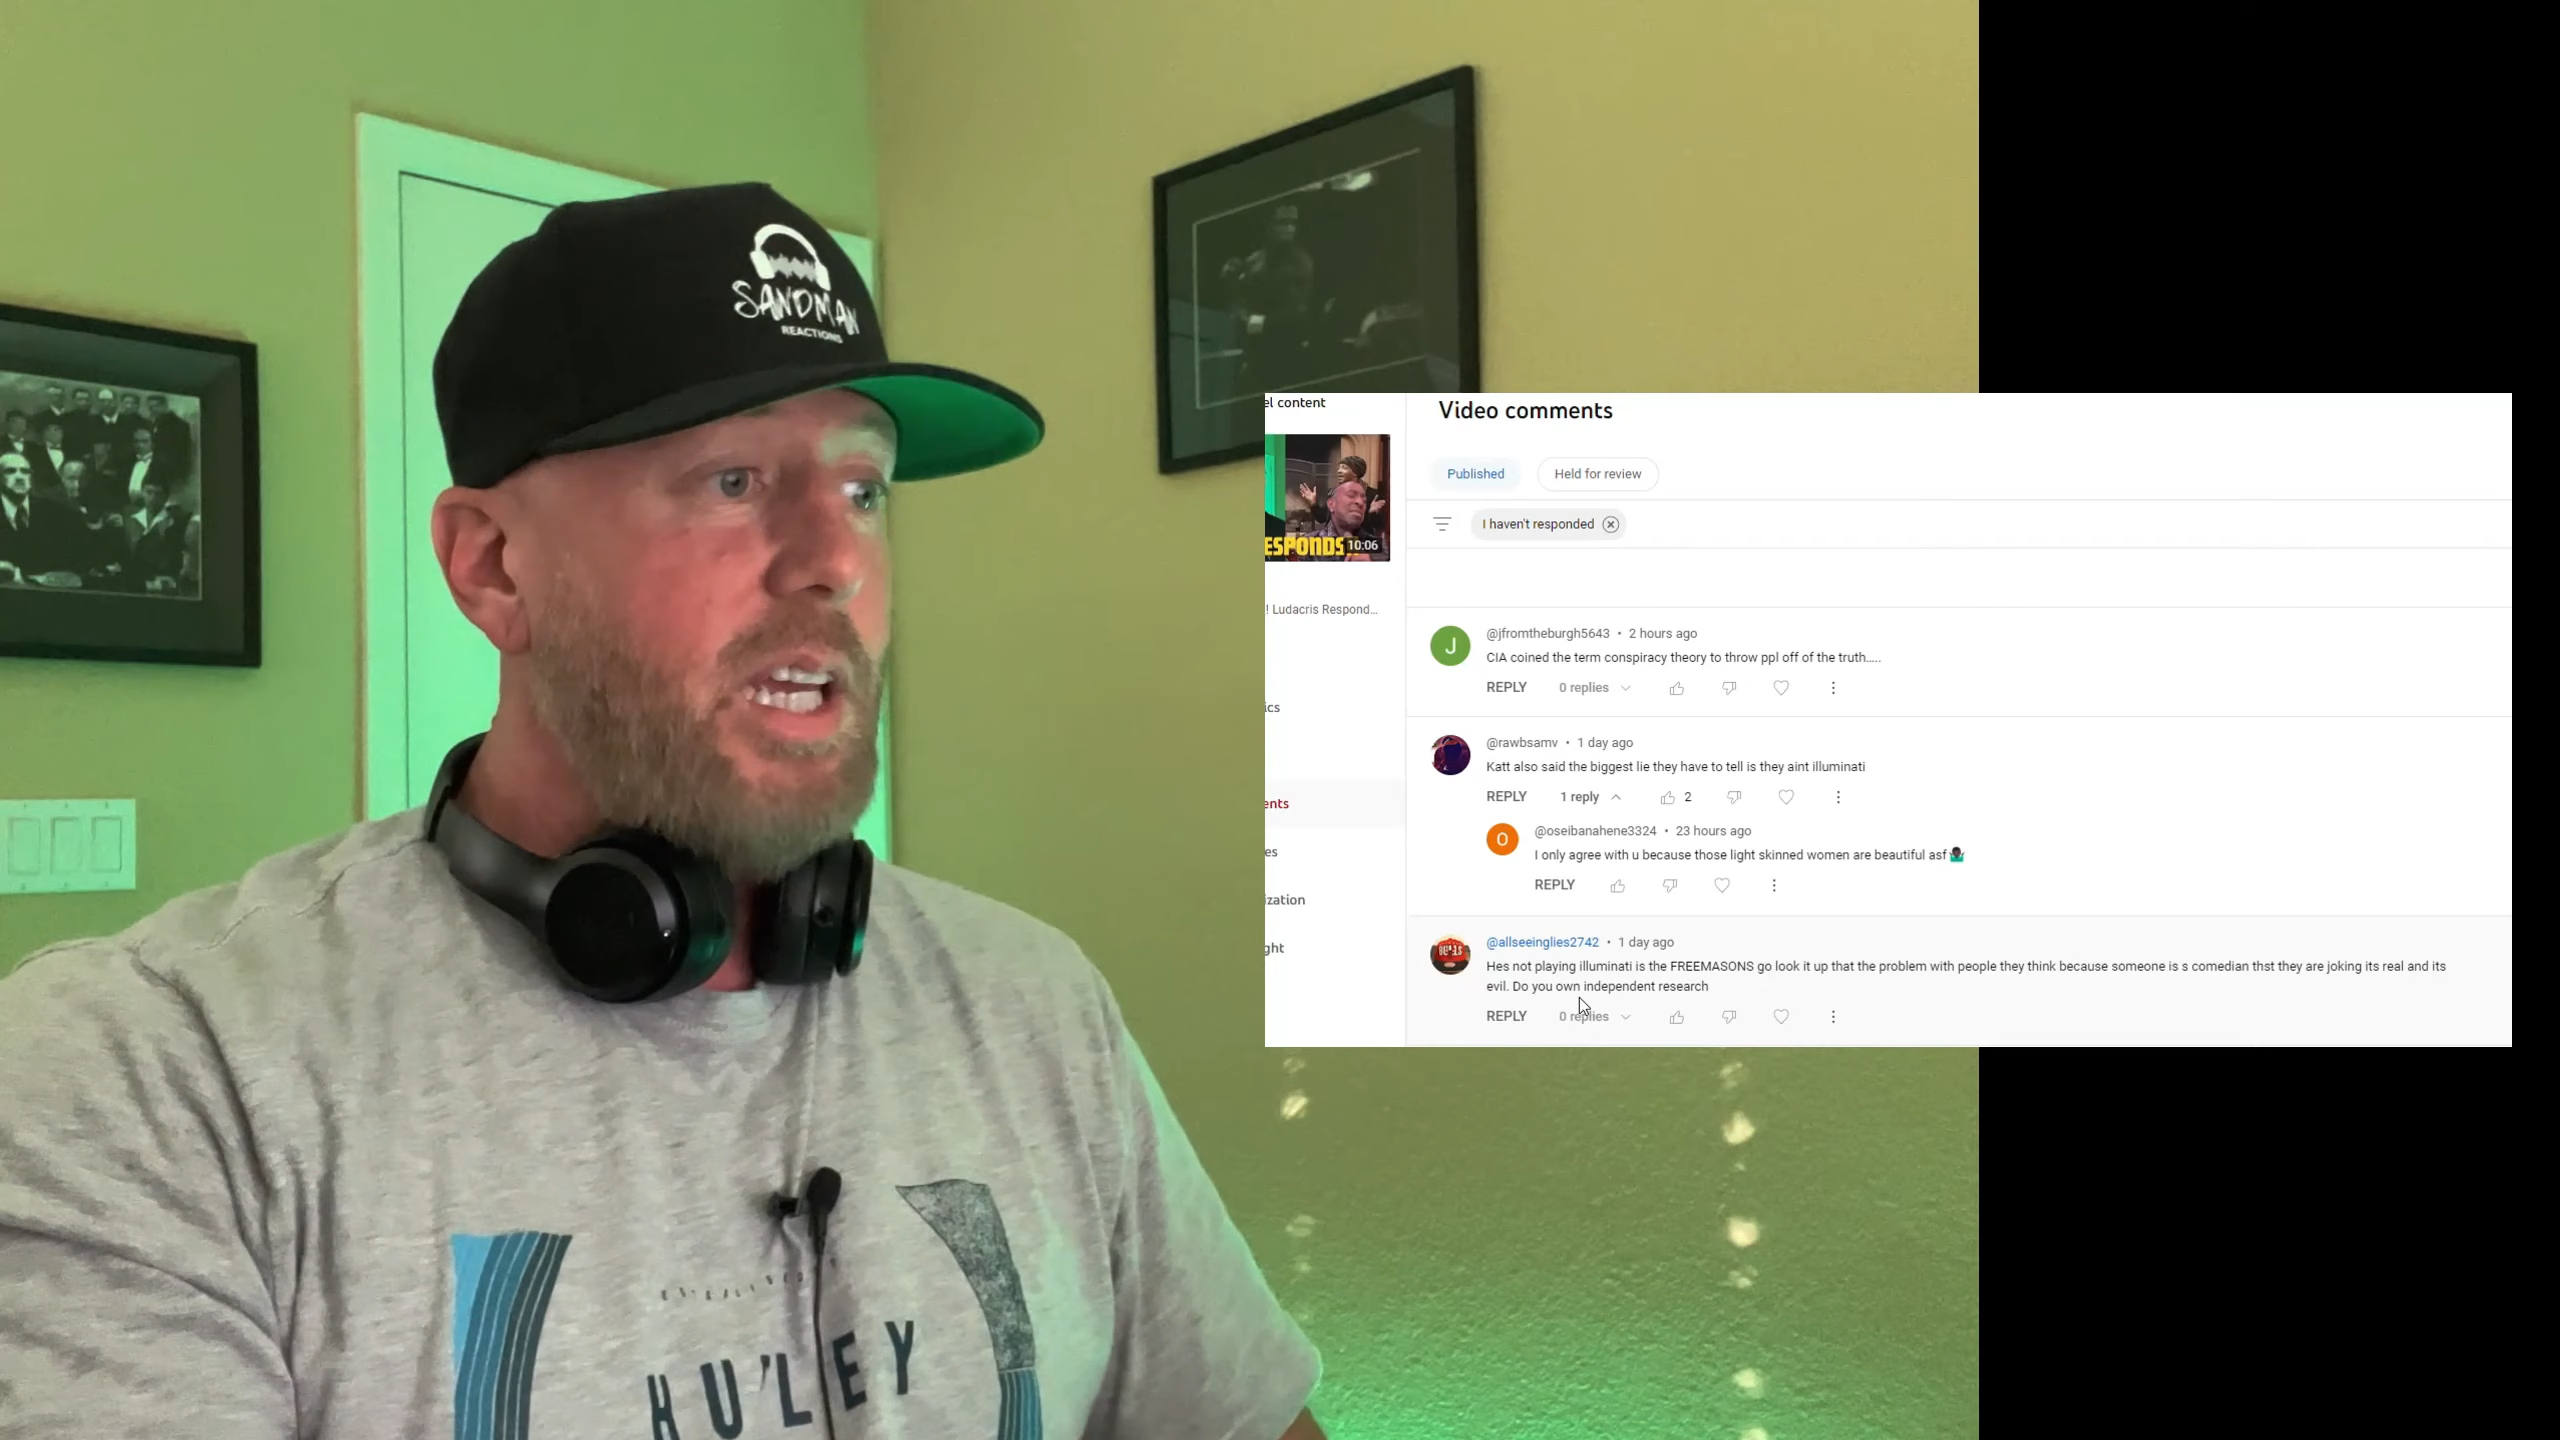 SANDMAN
REACTIONS
HURLEY
el content
Video comments
Published
Held for review
I haven't responded
ESPONDS
10:06
! Ludacris Respond...
@jfromtheburgh5643 • 2 hours ago
CIA coined the term conspiracy theory to throw ppl off of the truth.....
REPLY 0 replies
ics
@rawbsamv • 1 day ago
Katt also said the biggest lie they have to tell is they aint illuminati
REPLY 1 reply 2
ents
O
@oseibanahene3324 • 23 hours ago
I only agree with u because those light skinned women are beautiful asf
REPLY
es
ization
ght
J
BULLS
@allseeinglies2742 • 1 day ago
Hes not playing illuminati is the FREEMASONS go look it up that the problem with people they think because someone is s comedian thst they are joking its real and its
evil. Do you own independent research
REPLY 0 replies